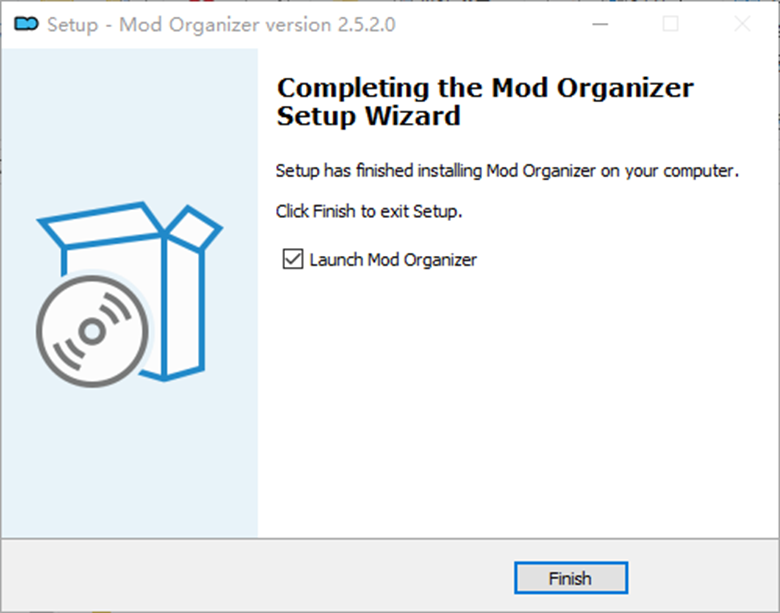 Setup - Mod Organizer version 2.5.2.0
Completing the Mod Organizer
Setup Wizard
Setup has finished installing Mod Organizer on your computer.
Click Finish to exit Setup.
Launch Mod Organizer
Finish